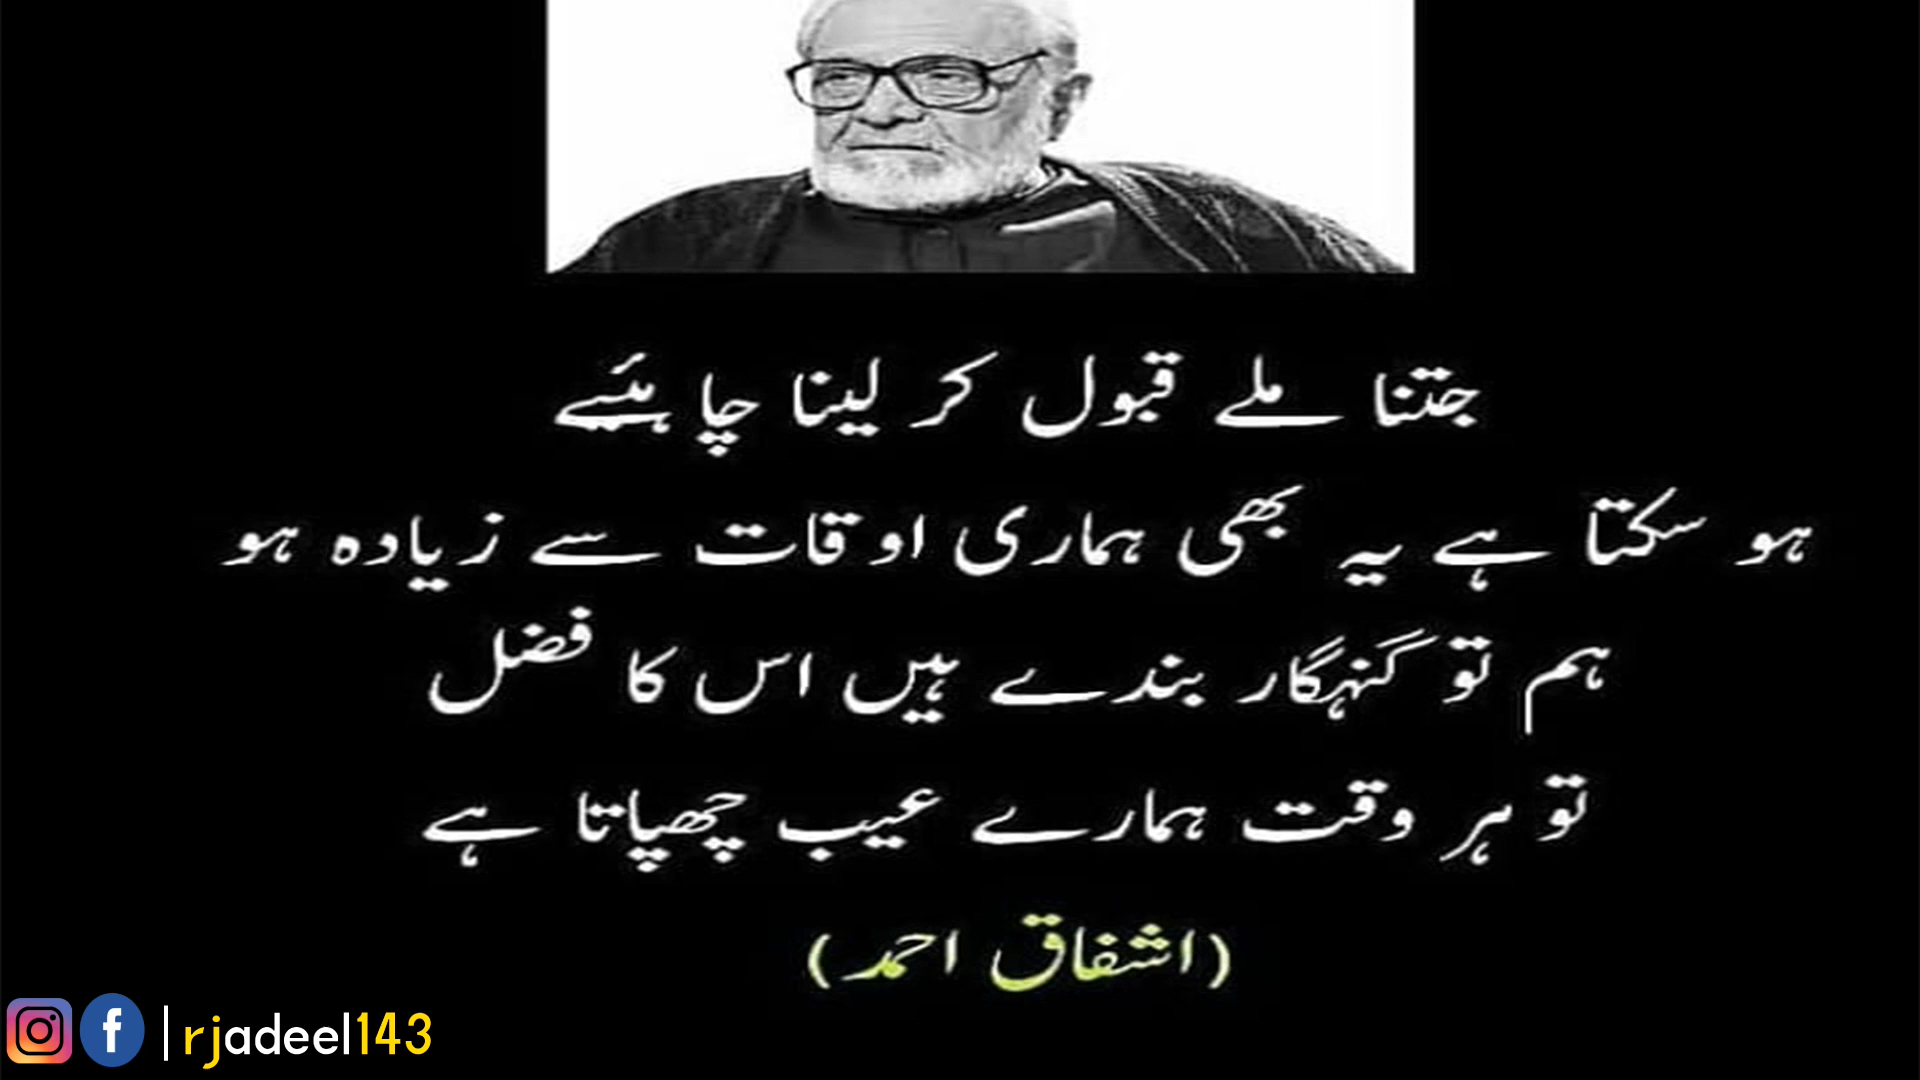 جتنا ملے قبول کر لینا چاہئیے
ہو سکتا ہے یہ بھی ہماری اوقات سے زیادہ ہو
ہم تو گنہگار بندے ہیں اس کا فضل
تو ہر وقت ہمارے عیب چھپاتا ہے
(اشفاق احمد)
|rjadeel143